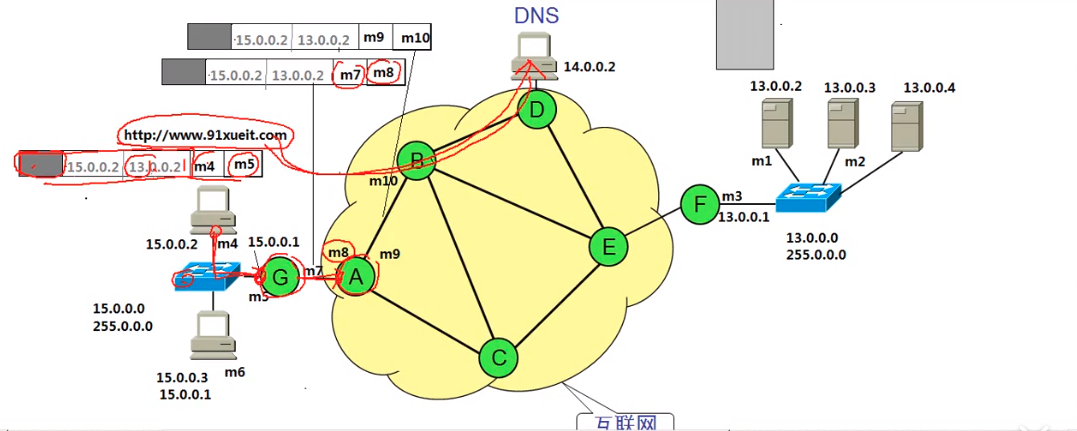 DNS
15.0.0.2 13.0.0.2 m9 m10
14.0.0.2
15.0.0.2 13.0.0.2 m7 m8
13.0.0.2 13.0.0.3 13.0.0.4
http://www.91xueit.com
D
15.0.0.2 13.0.0.2 m4 m5
B
m1 m2
m10
F m3
13.0.0.1
15.0.0.2 m4 15.0.0.1
m8 m9
E
13.0.0.0
255.0.0.0
G m7 A
m5
15.0.0.0
255.0.0.0
C
15.0.0.3 m6
15.0.0.1
互联网